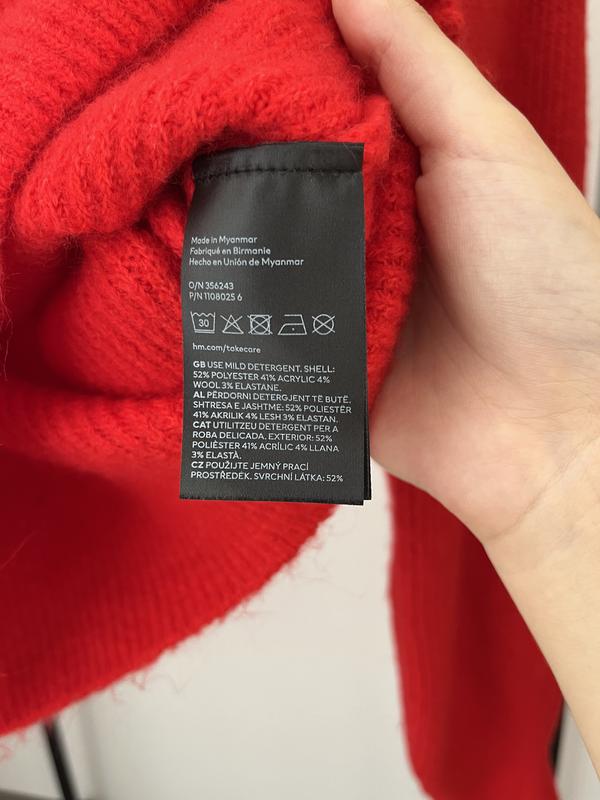 Made in Myanmar
Fabriqué en Birmanie
Hecho en Unión de Myanmar
O/N 356243
P/N 1108025 6
30
hm.com/takecare
GB USE MILD DETERGENT. SHELL:
52% POLYESTER 41% ACRYLIC 4%
WOOL 3% ELASTANE.
AL PËRDORNI DETERGJENT TË BUTË.
SHTRESA E JASHTME: 52% POLIESTËR
41% AKRILIK 4% LESH 3% ELASTAN.
CAT UTILITZEU DETERGENT PER A
ROBA DELICADA. EXTERIOR: 52%
POLIÈSTER 41% ACRÍLIC 4% LLANA
3% ELASTÀ.
CZ POUŽIJTE JEMNÝ PRACÍ
PROSTŘEDEK. SVRCHNÍ LÁTKA: 52%